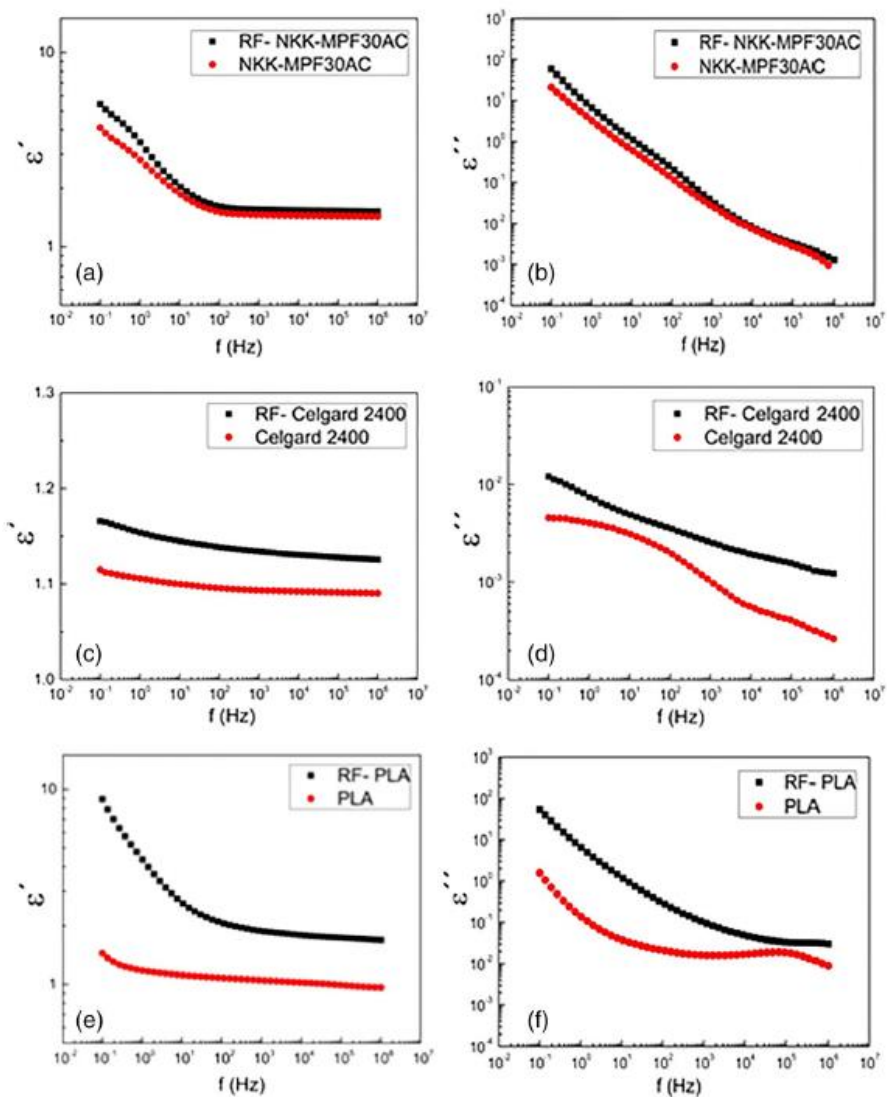 10
1
ε′
RF- NKK-MPF30AC
NKK-MPF30AC
(a)
10⁻² 10⁻¹ 10⁰ 10¹ 10² 10³ 10⁴ 10⁵ 10⁶ 10⁷
f (Hz)
10³
10²
10¹
10⁰
10⁻¹
10⁻²
10⁻³
10⁻⁴
ε″
RF- NKK-MPF30AC
NKK-MPF30AC
(b)
10⁻² 10⁻¹ 10⁰ 10¹ 10² 10³ 10⁴ 10⁵ 10⁶ 10⁷
f (Hz)
1.3
1.2
1.1
1.0
ε′
RF- Celgard 2400
Celgard 2400
(c)
10⁻² 10⁻¹ 10⁰ 10¹ 10² 10³ 10⁴ 10⁵ 10⁶ 10⁷
f (Hz)
10⁻¹
10⁻²
10⁻³
10⁻⁴
ε″
RF- Celgard 2400
Celgard 2400
(d)
10⁻² 10⁻¹ 10⁰ 10¹ 10² 10³ 10⁴ 10⁵ 10⁶ 10⁷
f (Hz)
10
1
ε′
RF- PLA
PLA
(e)
10⁻² 10⁻¹ 10⁰ 10¹ 10² 10³ 10⁴ 10⁵ 10⁶ 10⁷
f (Hz)
10³
10²
10¹
10⁰
10⁻¹
10⁻²
10⁻³
10⁻⁴
ε″
RF- PLA
PLA
(f)
10⁻² 10⁻¹ 10⁰ 10¹ 10² 10³ 10⁴ 10⁵ 10⁶ 10⁷
f (Hz)